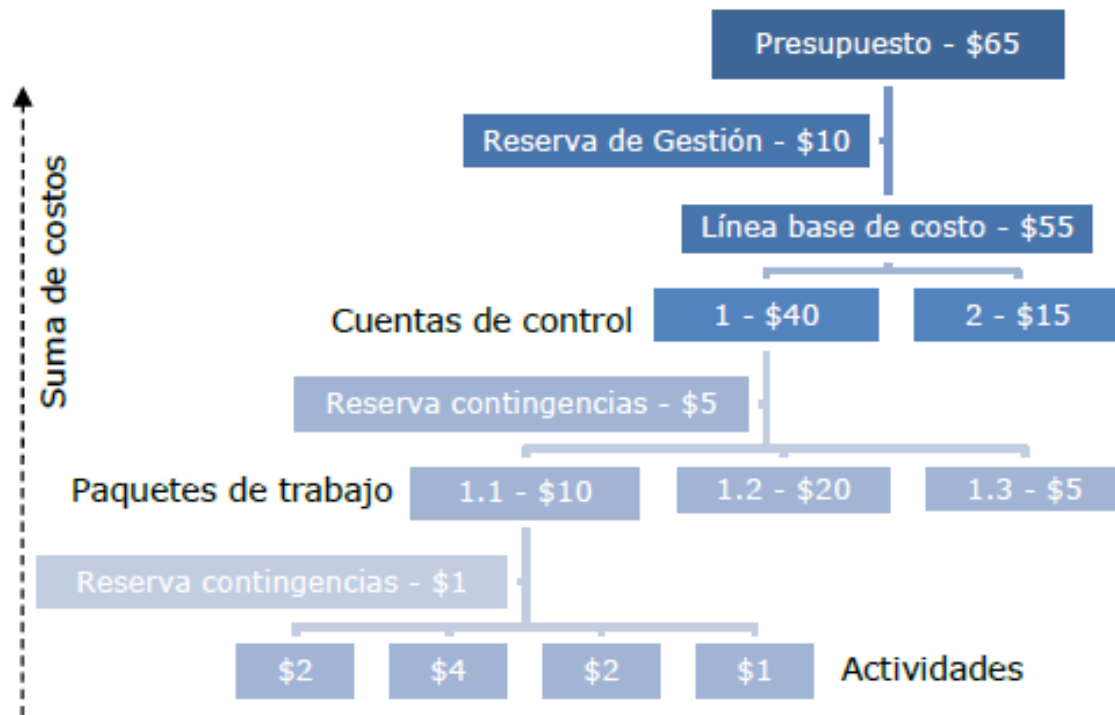 Presupuesto - $65
Reserva de Gestión - $10
Línea base de costo - $55
Cuentas de control
1 - $40
2 - $15
Reserva contingencias - $5
Paquetes de trabajo
1.1 - $10
1.2 - $20
1.3 - $5
Reserva contingencias - $1
$2
$4
$2
$1
Actividades
Suma de costos